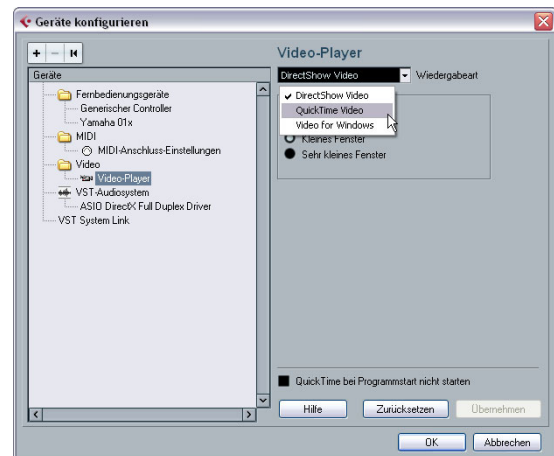 Geräte konfigurieren
Geräte
Fernbedienungsgeräte
Generischer Controller
Yamaha 01x
MIDI
MIDI-Anschluss-Einstellungen
Video
Video-Player
VST-Audiosystem
ASIO DirectX Full Duplex Driver
VST System Link
Video-Player
DirectShow Video
Wiedergabeart
DirectShow Video
QuickTime Video
Video for Windows
Kleines Fenster
Sehr kleines Fenster
QuickTime bei Programmstart nicht starten
Hilfe
Zurücksetzen
Übernehmen
OK
Abbrechen